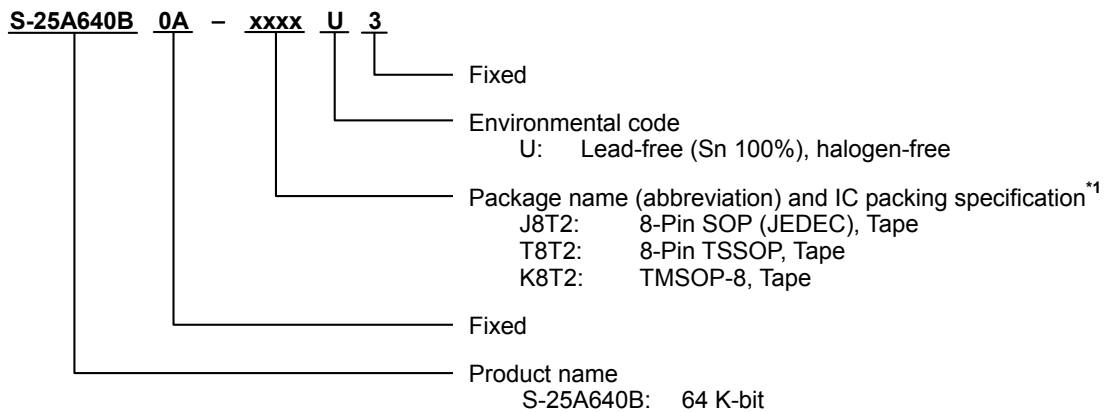 S-25A640B 0A – xxxx U 3
Fixed
Environmental code
U: Lead-free (Sn 100%), halogen-free
Package name (abbreviation) and IC packing specification*1
J8T2: 8-Pin SOP (JEDEC), Tape
T8T2: 8-Pin TSSOP, Tape
K8T2: TMSOP-8, Tape
Fixed
Product name
S-25A640B: 64 K-bit